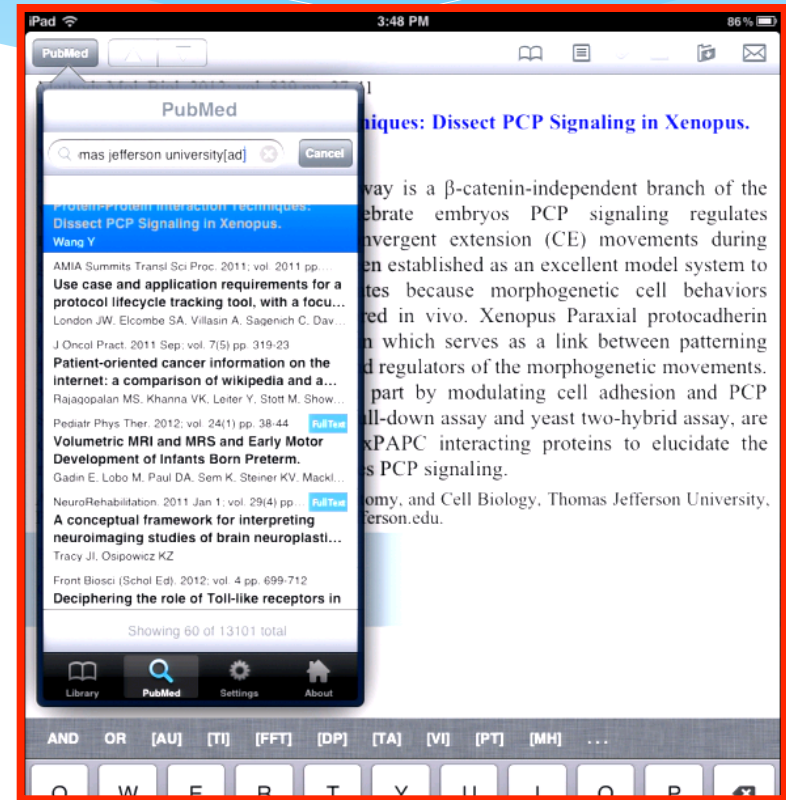 iPad 3:48 PM 86%
PubMed
PubMed
mas jefferson university[ad] Cancel
Protein-Protein Interaction Techniques:
Dissect PCP Signaling in Xenopus.
Wang Y
AMIA Summits Transl Sci Proc. 2011; vol. 2011 pp....
Use case and application requirements for a
protocol lifecycle tracking tool, with a focu...
London JW, Elcombe SA, Villasin A, Sagenich C, Dav...
J Oncol Pract. 2011 Sep; vol. 7(5) pp. 319-23
Patient-oriented cancer information on the
internet: a comparison of wikipedia and a...
Rajagopalan MS, Khanna VK, Leiter Y, Stott M, Show...
Pediatr Phys Ther. 2012; vol. 24(1) pp. 38-44 FullText
Volumetric MRI and MRS and Early Motor
Development of Infants Born Preterm.
Gadin E, Lobo M, Paul DA, Sem K, Steiner KV, Mackl...
NeuroRehabilitation. 2011 Jan 1; vol. 29(4) pp... FullText
A conceptual framework for interpreting
neuroimaging studies of brain neuroplasti...
Tracy JI, Osipowicz KZ
Front Biosci (Schol Ed). 2012; vol. 4 pp. 699-712
Deciphering the role of Toll-like receptors in
Showing 60 of 13101 total
Library PubMed Settings About
niques: Dissect PCP Signaling in Xenopus.
way is a β-catenin-independent branch of the
ebrate embryos PCP signaling regulates
nvergent extension (CE) movements during
en established as an excellent model system to
tes because morphogenetic cell behaviors
red in vivo. Xenopus Paraxial protocadherin
n which serves as a link between patterning
d regulators of the morphogenetic movements.
part by modulating cell adhesion and PCP
ull-down assay and yeast two-hybrid assay, are
xPAPC interacting proteins to elucidate the
s PCP signaling.
tomy, and Cell Biology, Thomas Jefferson University,
ferson.edu.
AND OR [AU] [TI] [FFT] [DP] [TA] [VI] [PT] [MH] ...
Q W E R T Y U I O P